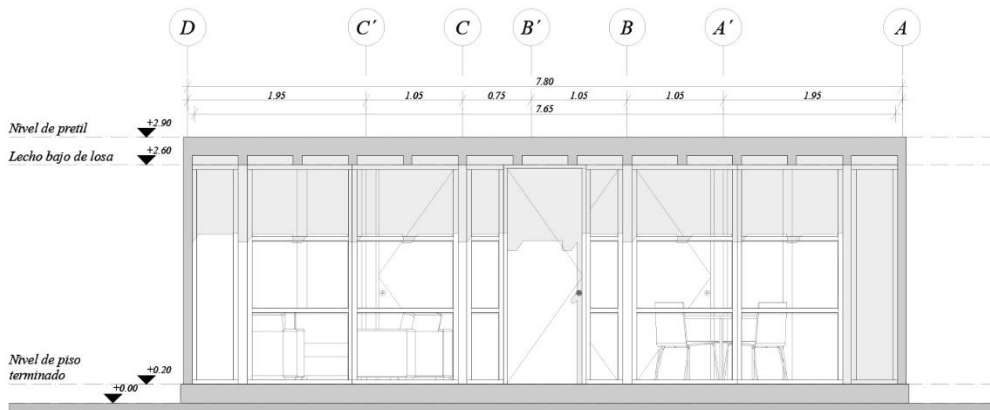 D C´ C B´ B A´ A
7.80
1.95 1.05 0.75 1.05 1.05 1.95
7.65
Nivel de pretil +2.90
Lecho bajo de losa +2.60
Nivel de piso
terminado +0.20
+0.00